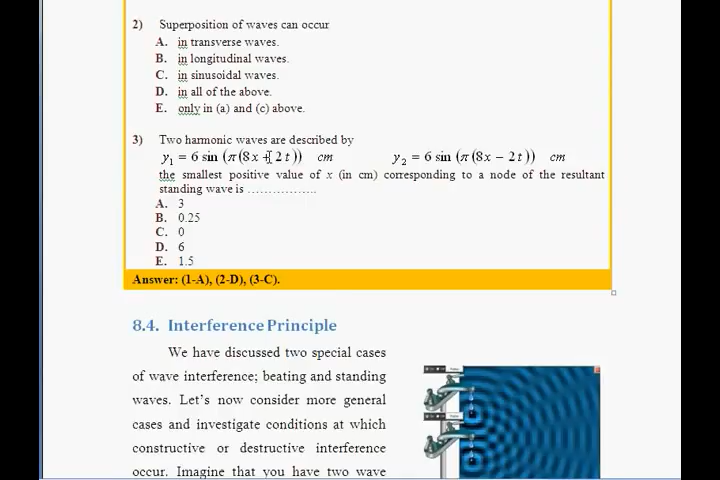 2) Superposition of waves can occur
A. in transverse waves.
B. in longitudinal waves.
C. in sinusoidal waves.
D. in all of the above.
E. only in (a) and (c) above.
3) Two harmonic waves are described by
y₁ = 6 sin (π(8x + 2t)) cm y₂ = 6 sin (π(8x − 2t)) cm
the smallest positive value of x (in cm) corresponding to a node of the resultant
standing wave is ……………..
A. 3
B. 0.25
C. 0
D. 6
E. 1.5
Answer: (1-A), (2-D), (3-C).
8.4. Interference Principle
We have discussed two special cases
of wave interference; beating and standing
waves. Let's now consider more general
cases and investigate conditions at which
constructive or destructive interference
occur. Imagine that you have two wave